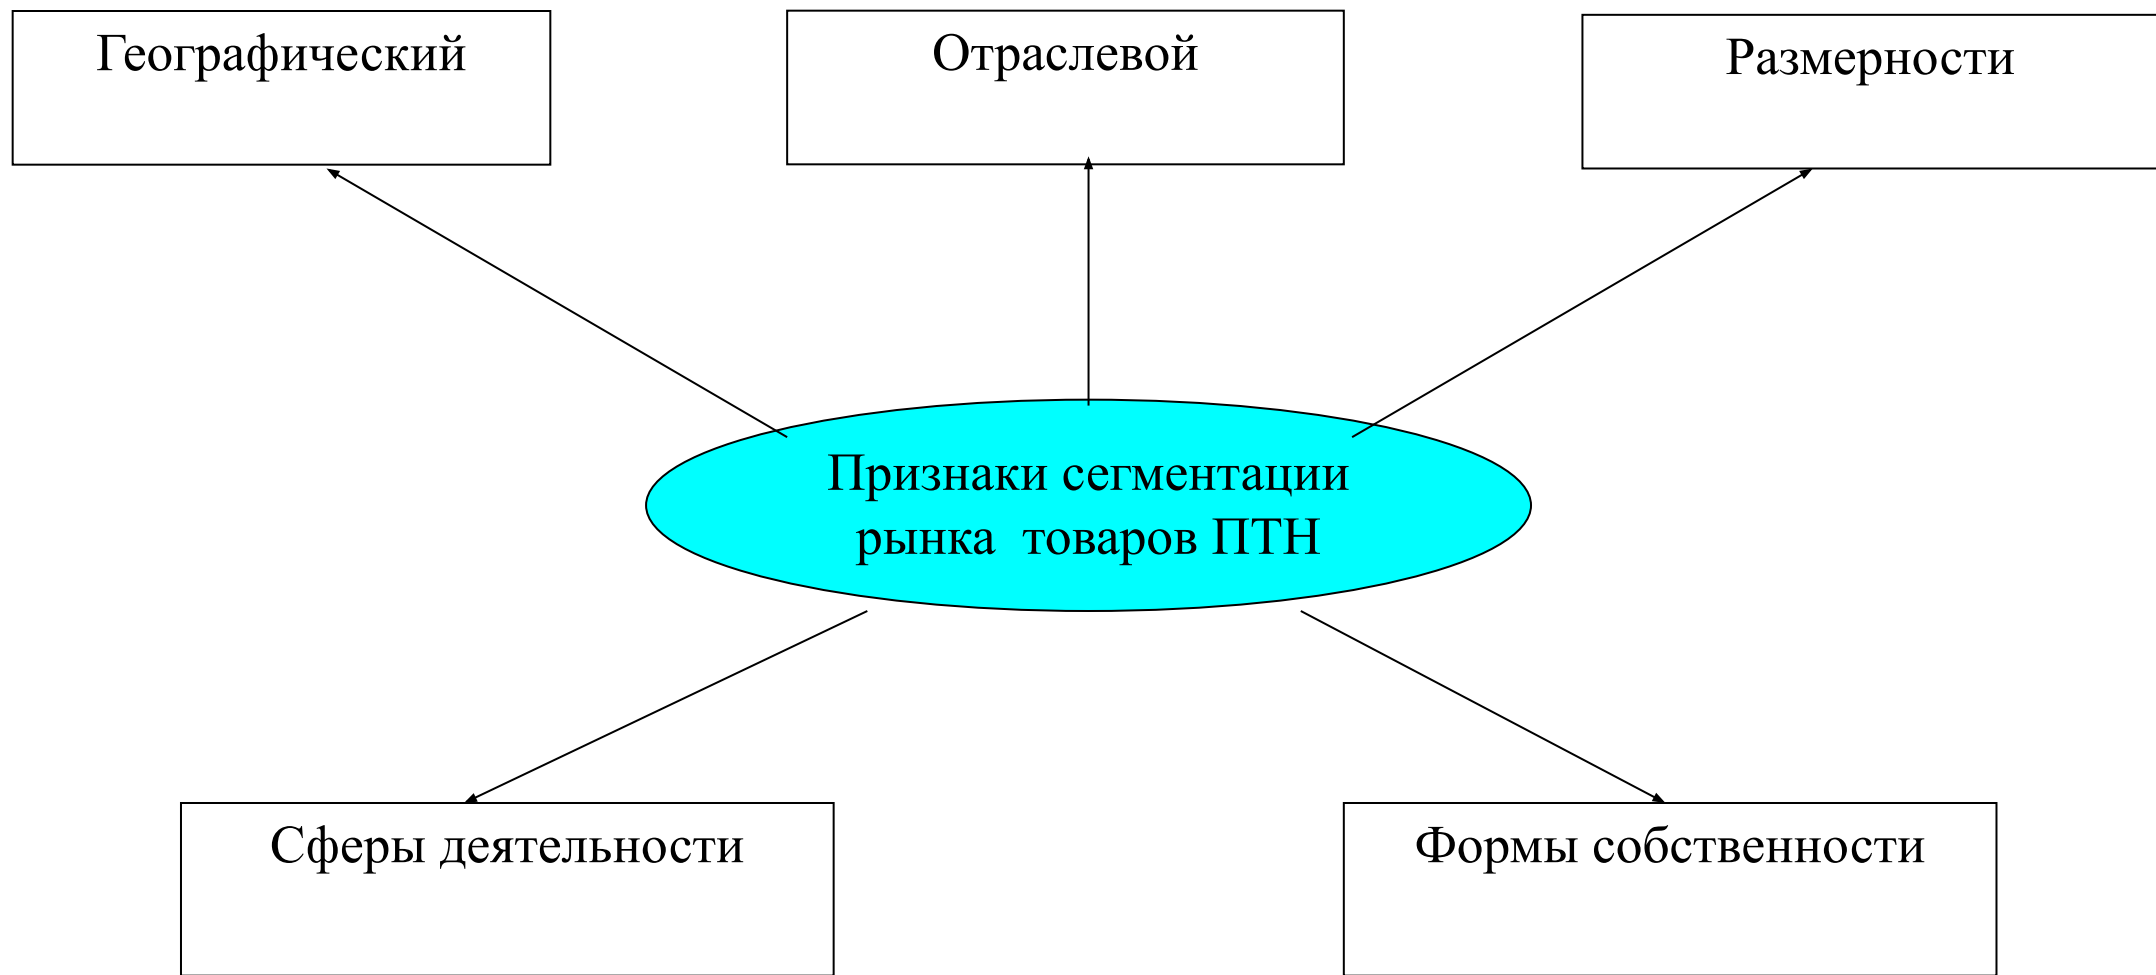 Географический
Отраслевой
Размерности
Признаки сегментации
рынка товаров ПТН
Сферы деятельности
Формы собственности